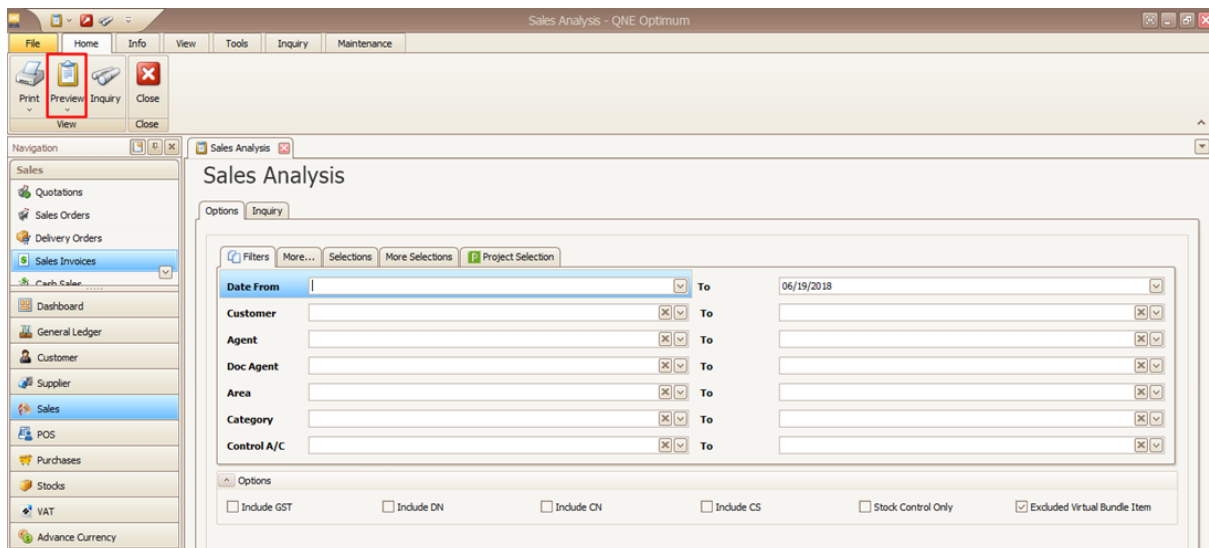 Sales Analysis - QNE Optimum
File Home Info View Tools Inquiry Maintenance
Print Preview Inquiry Close
View Close
Navigation
Sales Analysis
Sales
Sales Analysis
Quotations
Sales Orders
Options Inquiry
Delivery Orders
Sales Invoices
Filters More... Selections More Selections Project Selection
Cash Sales
Date From To 06/19/2018
Dashboard
Customer To
General Ledger
Agent To
Customer
Doc Agent To
Supplier
Area To
Sales
Category To
POS
Control A/C To
Purchases
Stocks
Options
VAT
Include GST Include DN Include CN Include CS Stock Control Only Excluded Virtual Bundle Item
Advance Currency